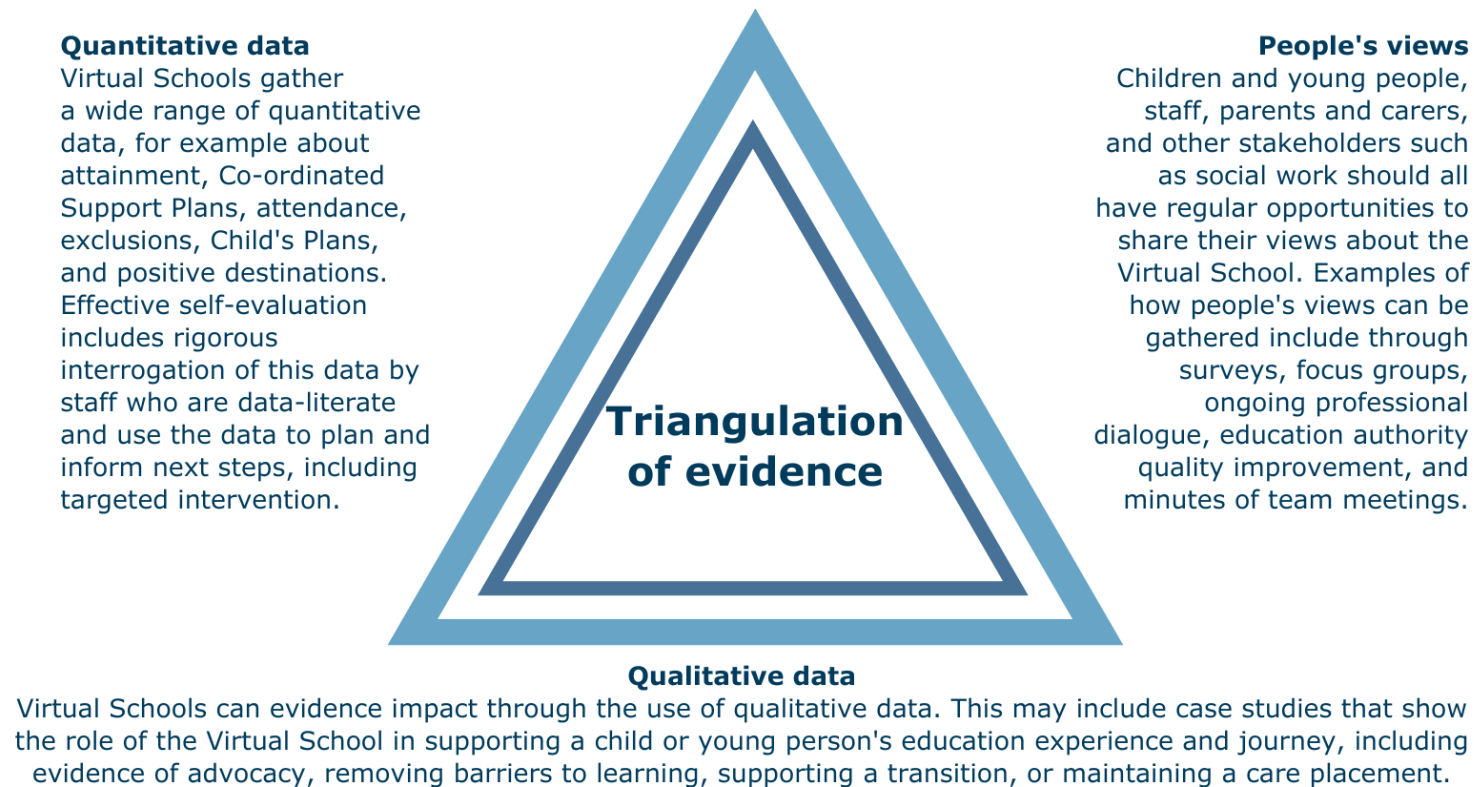 Quantitative data
Virtual Schools gather
a wide range of quantitative
data, for example about
attainment, Co-ordinated
Support Plans, attendance,
exclusions, Child's Plans,
and positive destinations.
Effective self-evaluation
includes rigorous
interrogation of this data by
staff who are data-literate
and use the data to plan and
inform next steps, including
targeted intervention.
People's views
Children and young people,
staff, parents and carers,
and other stakeholders such
as social work should all
have regular opportunities to
share their views about the
Virtual School. Examples of
how people's views can be
gathered include through
surveys, focus groups,
ongoing professional
dialogue, education authority
quality improvement, and
minutes of team meetings.
Triangulation
of evidence
Qualitative data
Virtual Schools can evidence impact through the use of qualitative data. This may include case studies that show
the role of the Virtual School in supporting a child or young person's education experience and journey, including
evidence of advocacy, removing barriers to learning, supporting a transition, or maintaining a care placement.